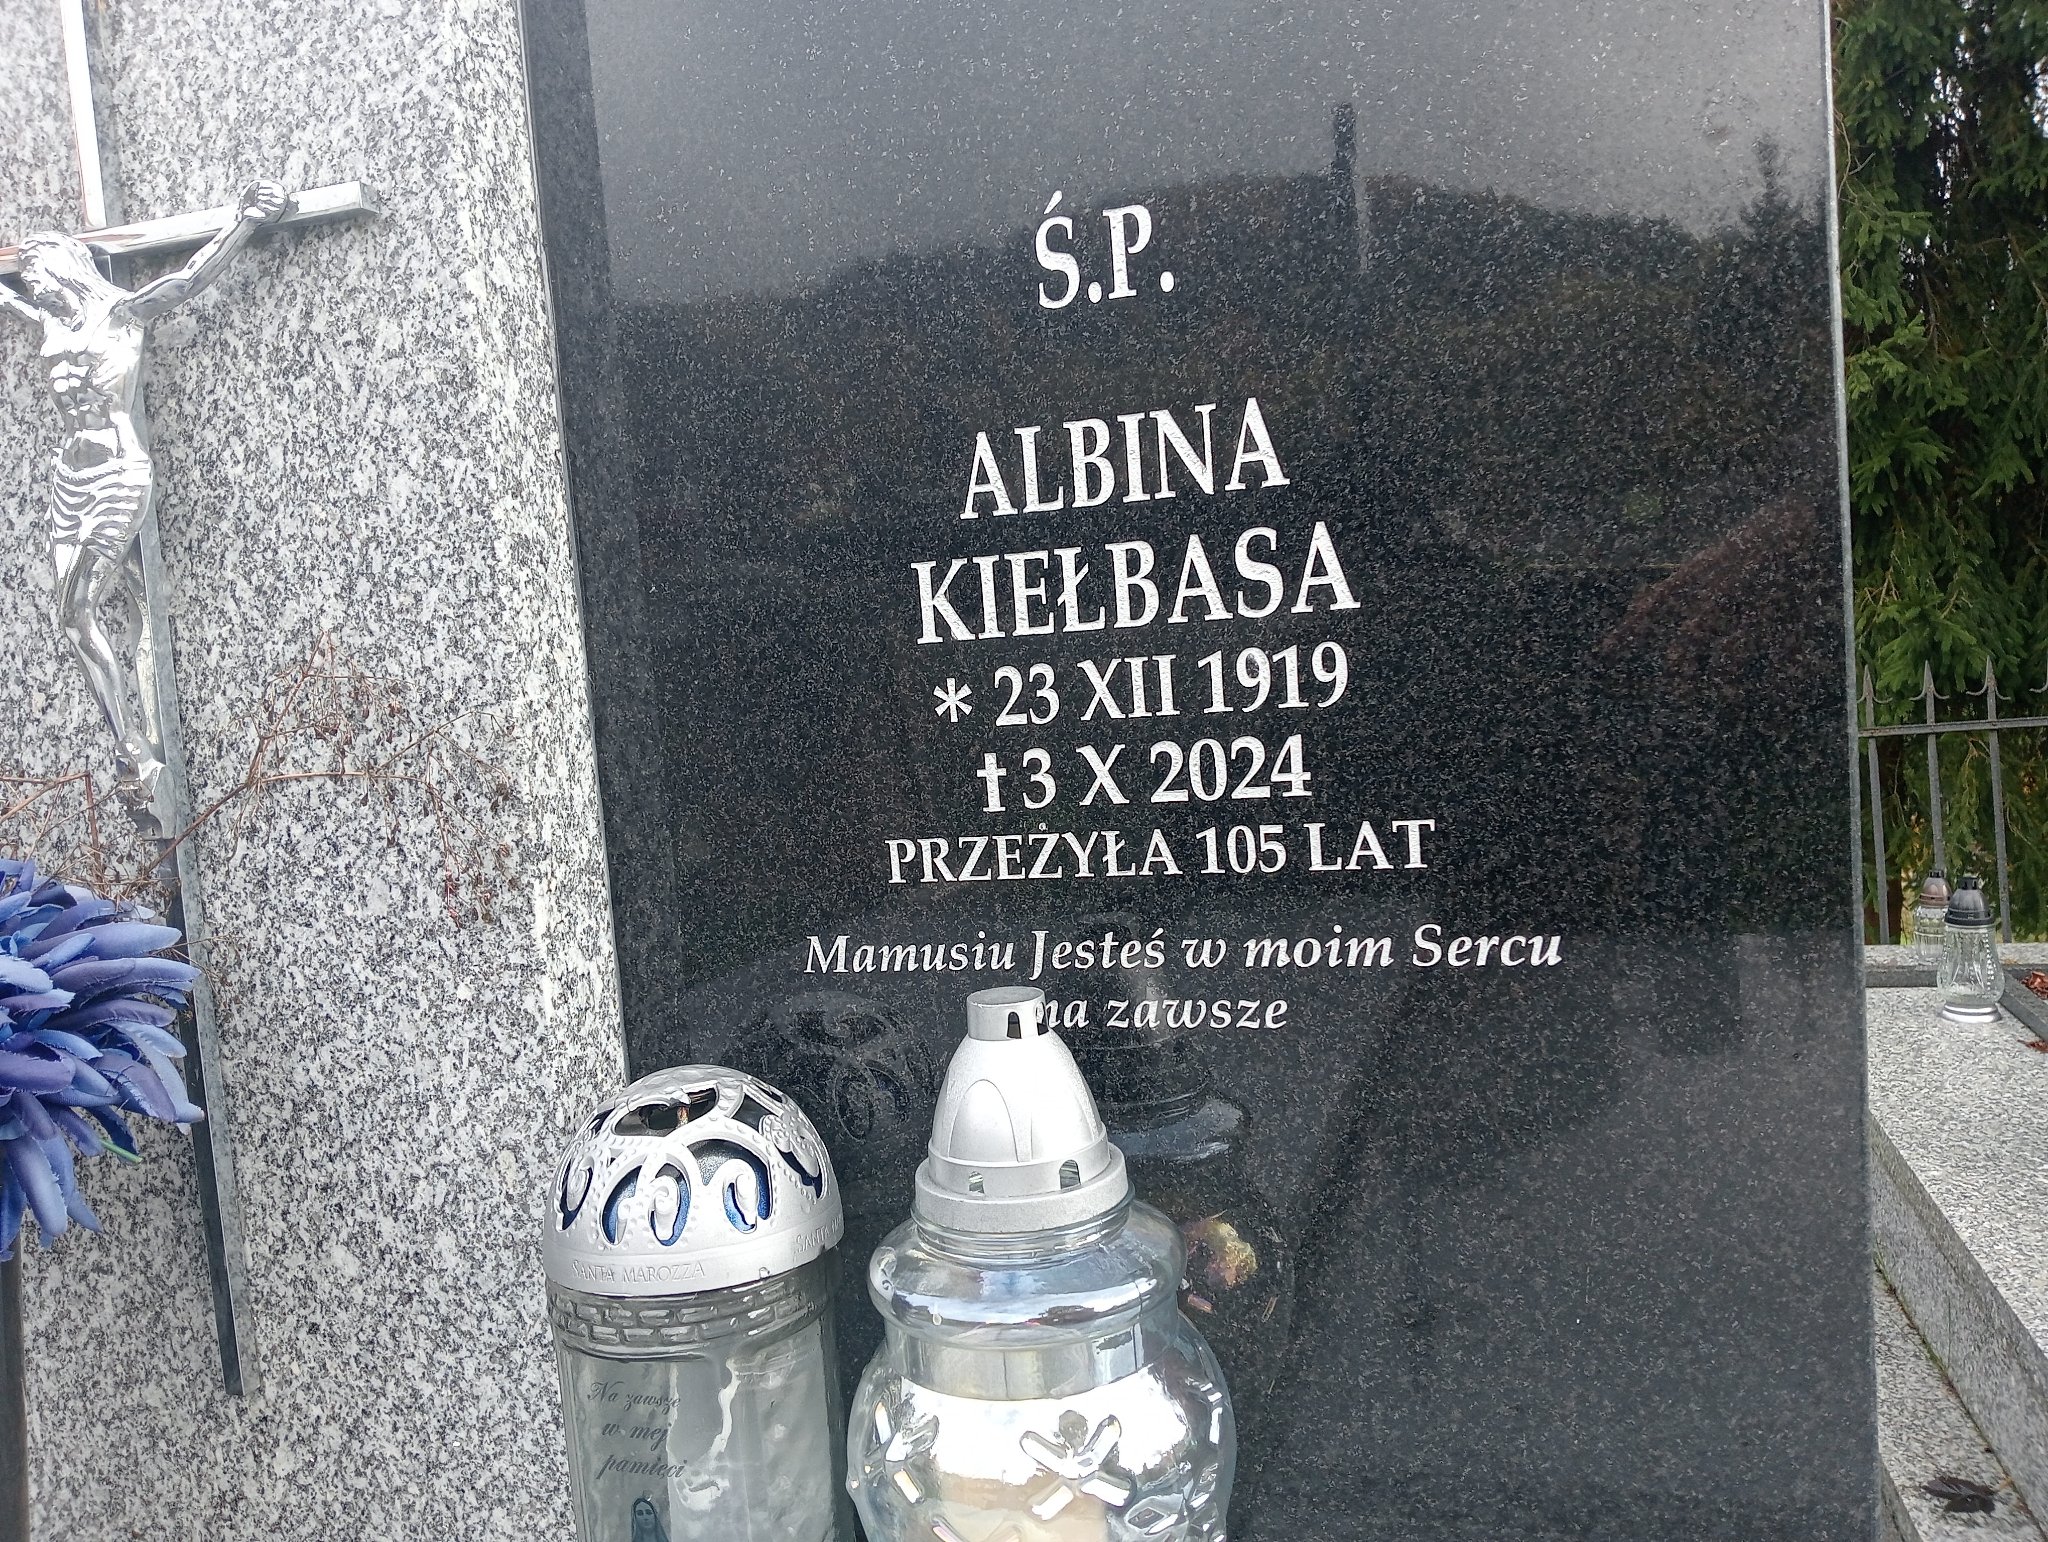 Ś.P.
ALBINA
KIEŁBASA
* 23 XII 1919
† 3 X 2024
PRZEŻYŁA 105 LAT
Mamusiu Jesteś w moim Sercu
na zawsze
SANTA MAROZZA
Na zawsze
w mej
pamięci